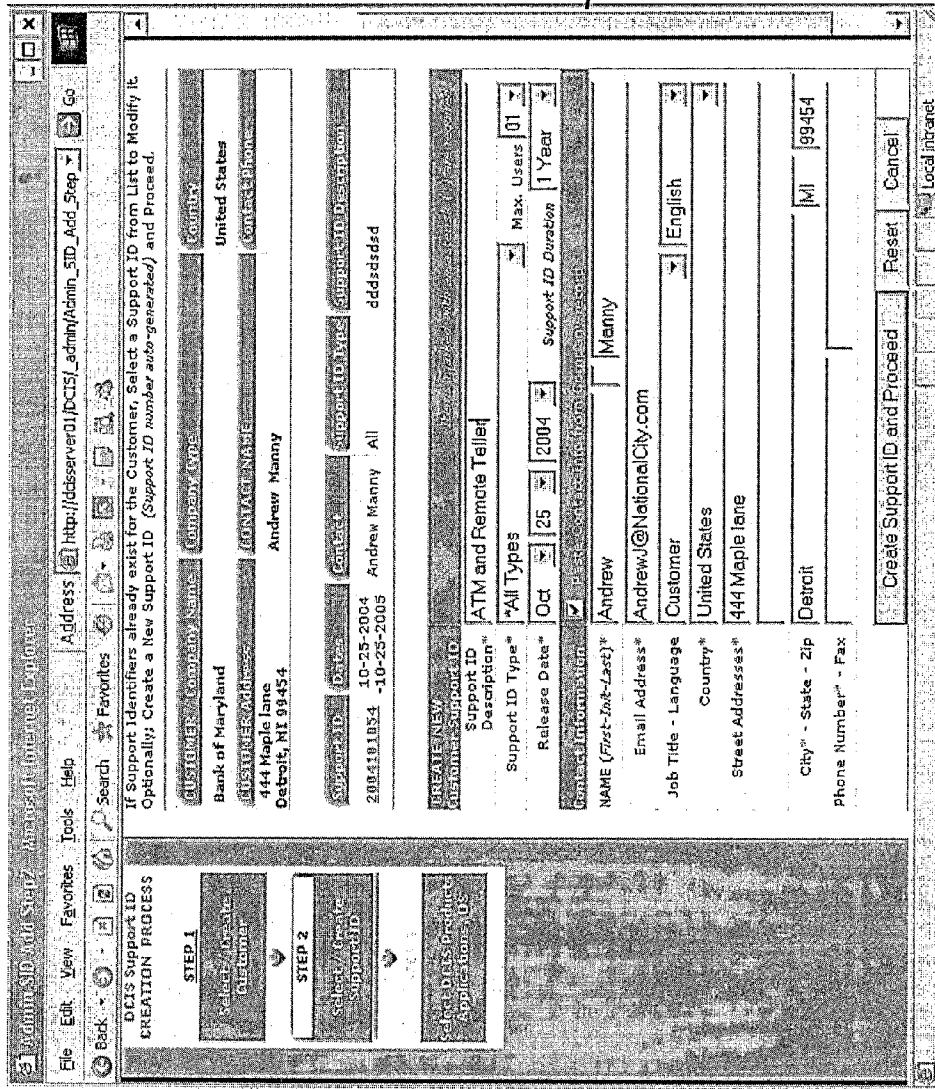 Admin SID Add Step2 - Microsoft Internet Explorer
File Edit View Favorites Tools Help
Back Search Favorites
Address http://dcisserver01/DCIS/_admin/Admin_SID_Add_Step Go
DCIS Support ID
CREATION PROCESS
STEP 1
Select / Create
Customer
STEP 2
Select / Create
Support ID
Select DCIS Product
Applications - IDS
If Support Identifiers already exist for the Customer, Select a Support ID from List to Modify it.
Optionally; Create a New Support ID (Support ID number auto-generated) and Proceed.
CUSTOMER / Company Name Company Type Country
Bank of Maryland United States
CUSTOMER Address CONTACT NAME Contact Phone
444 Maple lane
Detroit, MI 99454 Andrew Manny
Support ID Dates Contact Support ID Type Support ID Description
2004101054 10-25-2004
-10-25-2005 Andrew Manny All dddsdsdsd
CREATE NEW
Customer Support ID
Support ID
Description* ATM and Remote Teller
Support ID Type* *All Types Max. Users 01
Release Date* Oct 25 2004 Support ID Duration 1 Year
Contact Information Use Contact Info from Company record
NAME (First-Init-Last)* Andrew Manny
Email Address* AndrewJ@NationalCity.com
Job Title - Language Customer English
Country* United States
Street Addresses* 444 Maple lane
City* - State - Zip Detroit MI 99454
Phone Number* - Fax
Create Support ID and Proceed Reset Cancel
Local intranet